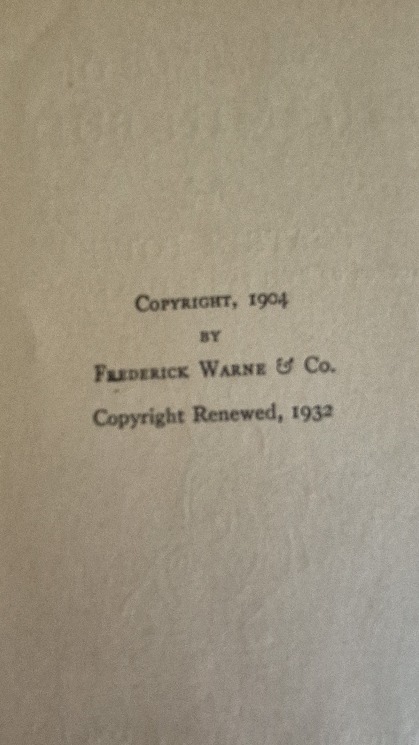 COPYRIGHT, 1904
BY
FREDERICK WARNE & Co.
Copyright Renewed, 1932